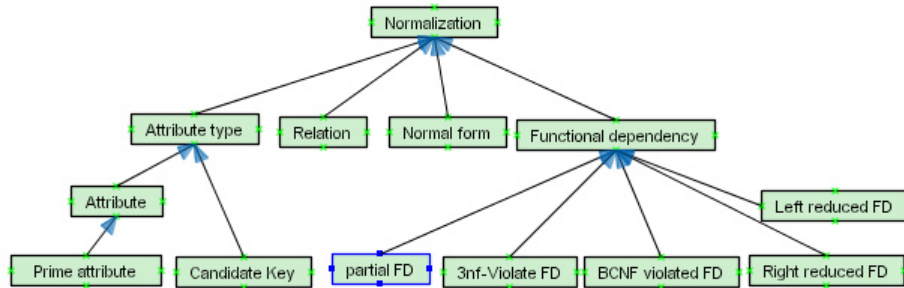 Normalization
Attribute type
Relation
Normal form
Functional dependency
Attribute
Left reduced FD
Prime attribute
Candidate Key
partial FD
3nf-Violate FD
BCNF violated FD
Right reduced FD